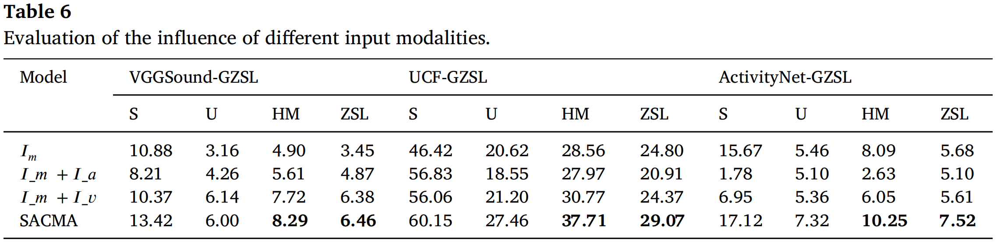 Table 6
Evaluation of the influence of different input modalities.
Model VGGSound-GZSL UCF-GZSL ActivityNet-GZSL
S U HM ZSL S U HM ZSL S U HM ZSL
I_m 10.88 3.16 4.90 3.45 46.42 20.62 28.56 24.80 15.67 5.46 8.09 5.68
I_m + I_a 8.21 4.26 5.61 4.87 56.83 18.55 27.97 20.91 1.78 5.10 2.63 5.10
I_m + I_v 10.37 6.14 7.72 6.38 56.06 21.20 30.77 24.37 6.95 5.36 6.05 5.61
SACMA 13.42 6.00 8.29 6.46 60.15 27.46 37.71 29.07 17.12 7.32 10.25 7.52